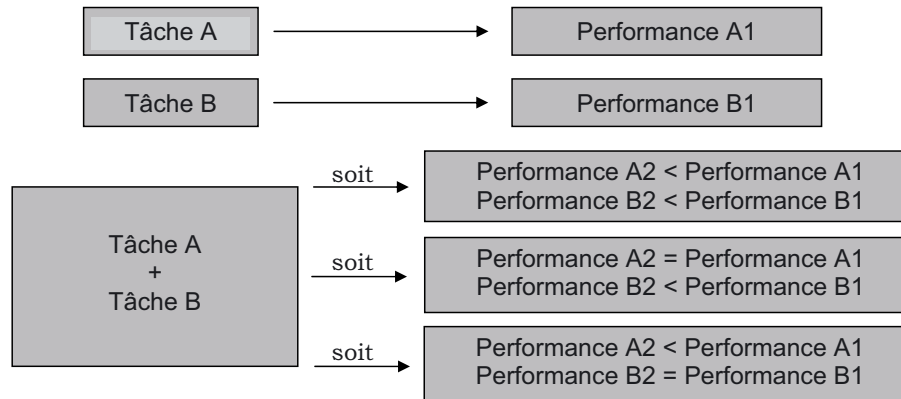 Tâche A
Performance A1
Tâche B
Performance B1
Tâche A
+
Tâche B
soit
Performance A2 < Performance A1
Performance B2 < Performance B1
soit
Performance A2 = Performance A1
Performance B2 < Performance B1
soit
Performance A2 < Performance A1
Performance B2 = Performance B1